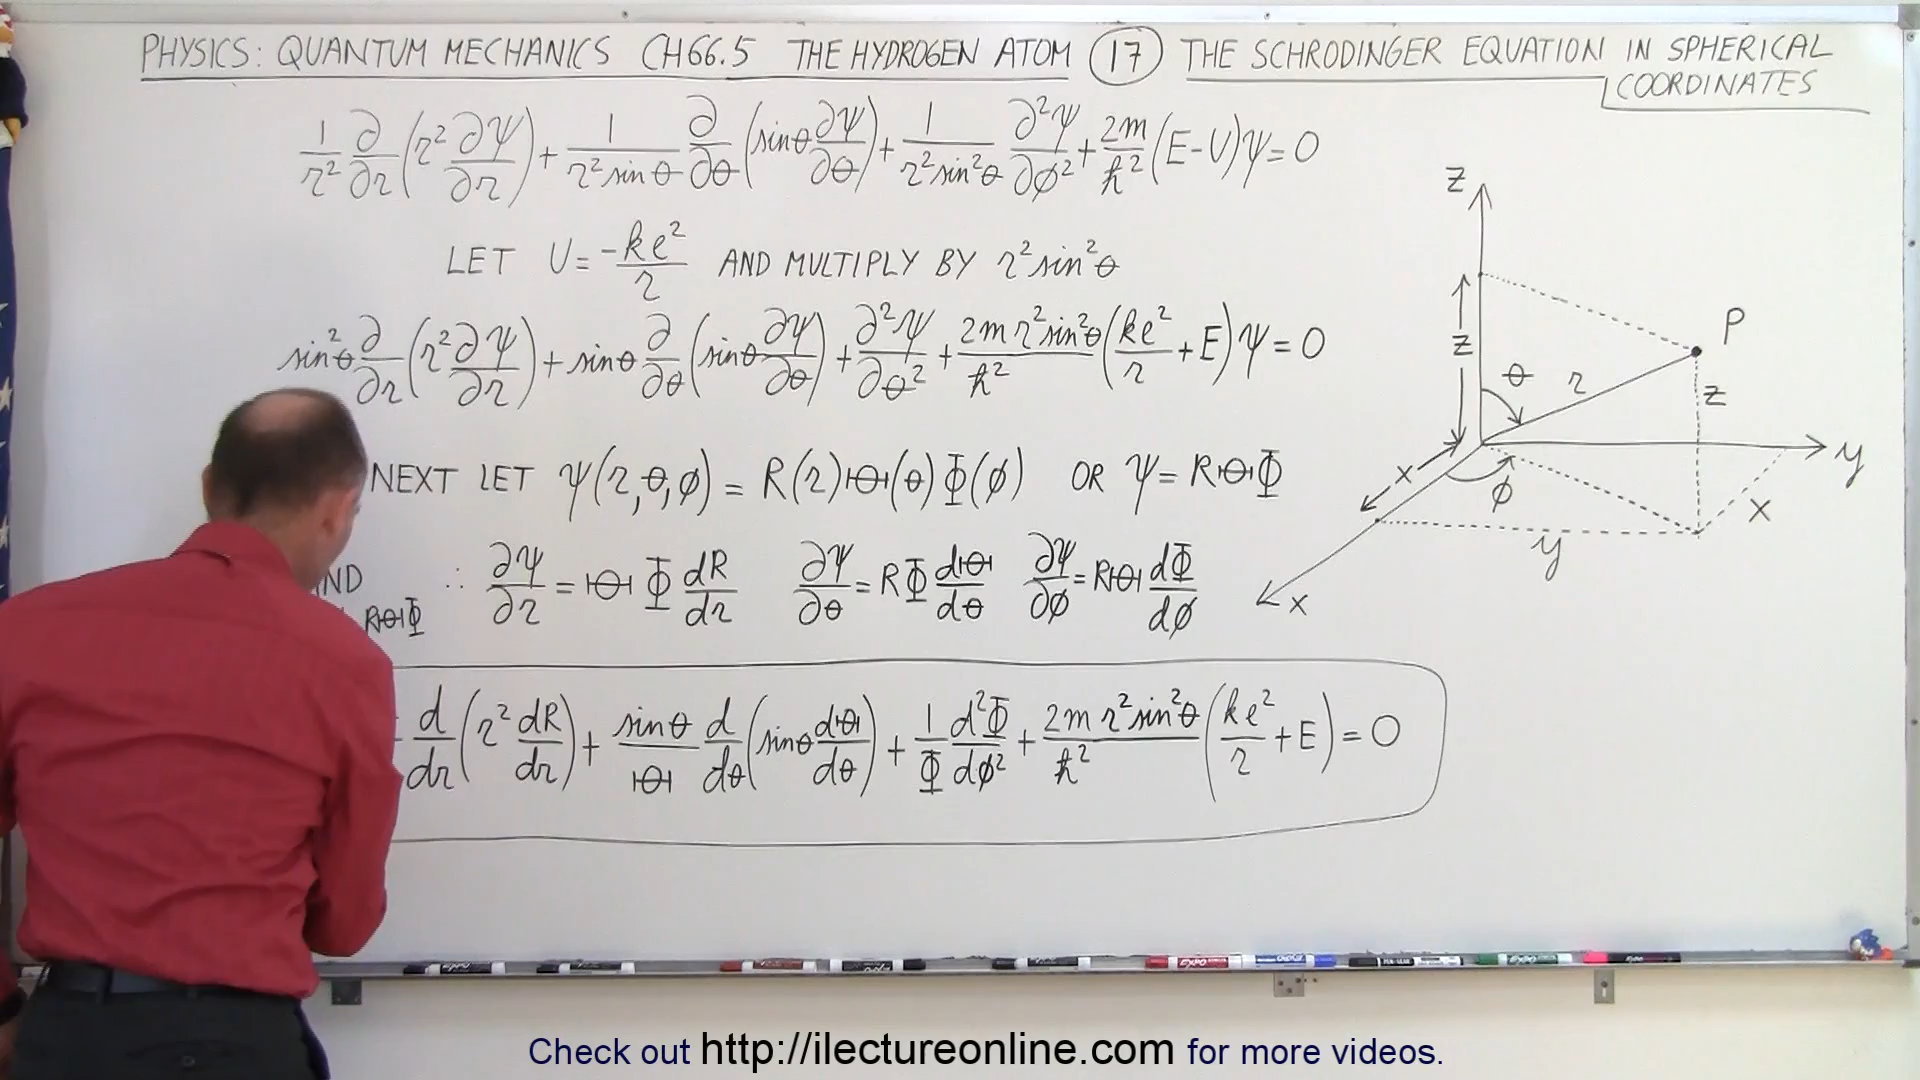 PHYSICS: QUANTUM MECHANICS CH 66.5 THE HYDROGEN ATOM 17 THE SCHRODINGER EQUATION IN SPHERICAL
COORDINATES
1/r² ∂/∂r (r² ∂ψ/∂r) + 1/(r² sin θ) ∂/∂θ (sin θ ∂ψ/∂θ) + 1/(r² sin²θ) ∂²ψ/∂φ² + 2m/ħ² (E-U)ψ = 0
LET U = -ke²/r AND MULTIPLY BY r² sin²θ
sin²θ ∂/∂r (r² ∂ψ/∂r) + sin θ ∂/∂θ (sin θ ∂ψ/∂θ) + ∂²ψ/∂θ² + 2m r² sin²θ/ħ² (ke²/r + E) ψ = 0
NEXT LET ψ(r,θ,φ) = R(r)Θ(θ)Φ(φ) OR ψ = RΘΦ
∴ ∂ψ/∂r = ΘΦ dR/dr ∂ψ/∂θ = RΦ dΘ/dθ ∂ψ/∂φ = RΘ dΦ/dφ
RΘΦ
d/dr (r² dR/dr) + sin θ/Θ d/dθ (sin θ dΘ/dθ) + 1/Φ d²Φ/dφ² + 2m r² sin²θ/ħ² (ke²/r + E) = 0
z
P
z
θ
r
z
x
φ
y
x
y
x
Check out http://ilectureonline.com for more videos.